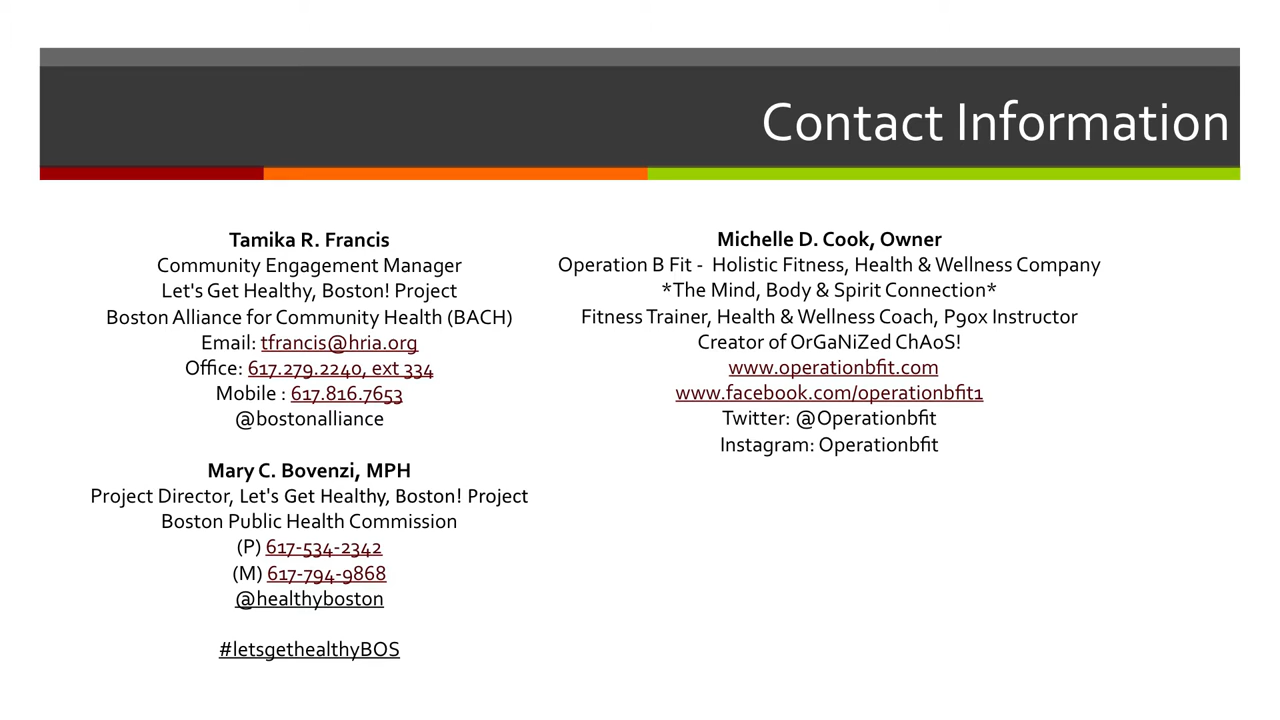 Contact Information
Tamika R. Francis
Community Engagement Manager
Let's Get Healthy, Boston! Project
Boston Alliance for Community Health (BACH)
Email: tfrancis@hria.org
Office: 617.279.2240, ext 334
Mobile : 617.816.7653
@bostonalliance
Mary C. Bovenzi, MPH
Project Director, Let's Get Healthy, Boston! Project
Boston Public Health Commission
(P) 617-534-2342
(M) 617-794-9868
@healthyboston
#letsgethealthyBOS
Michelle D. Cook, Owner
Operation B Fit - Holistic Fitness, Health & Wellness Company
*The Mind, Body & Spirit Connection*
Fitness Trainer, Health & Wellness Coach, P90x Instructor
Creator of OrGaNiZed ChAoS!
www.operationbfit.com
www.facebook.com/operationbfit1
Twitter: @Operationbfit
Instagram: Operationbfit